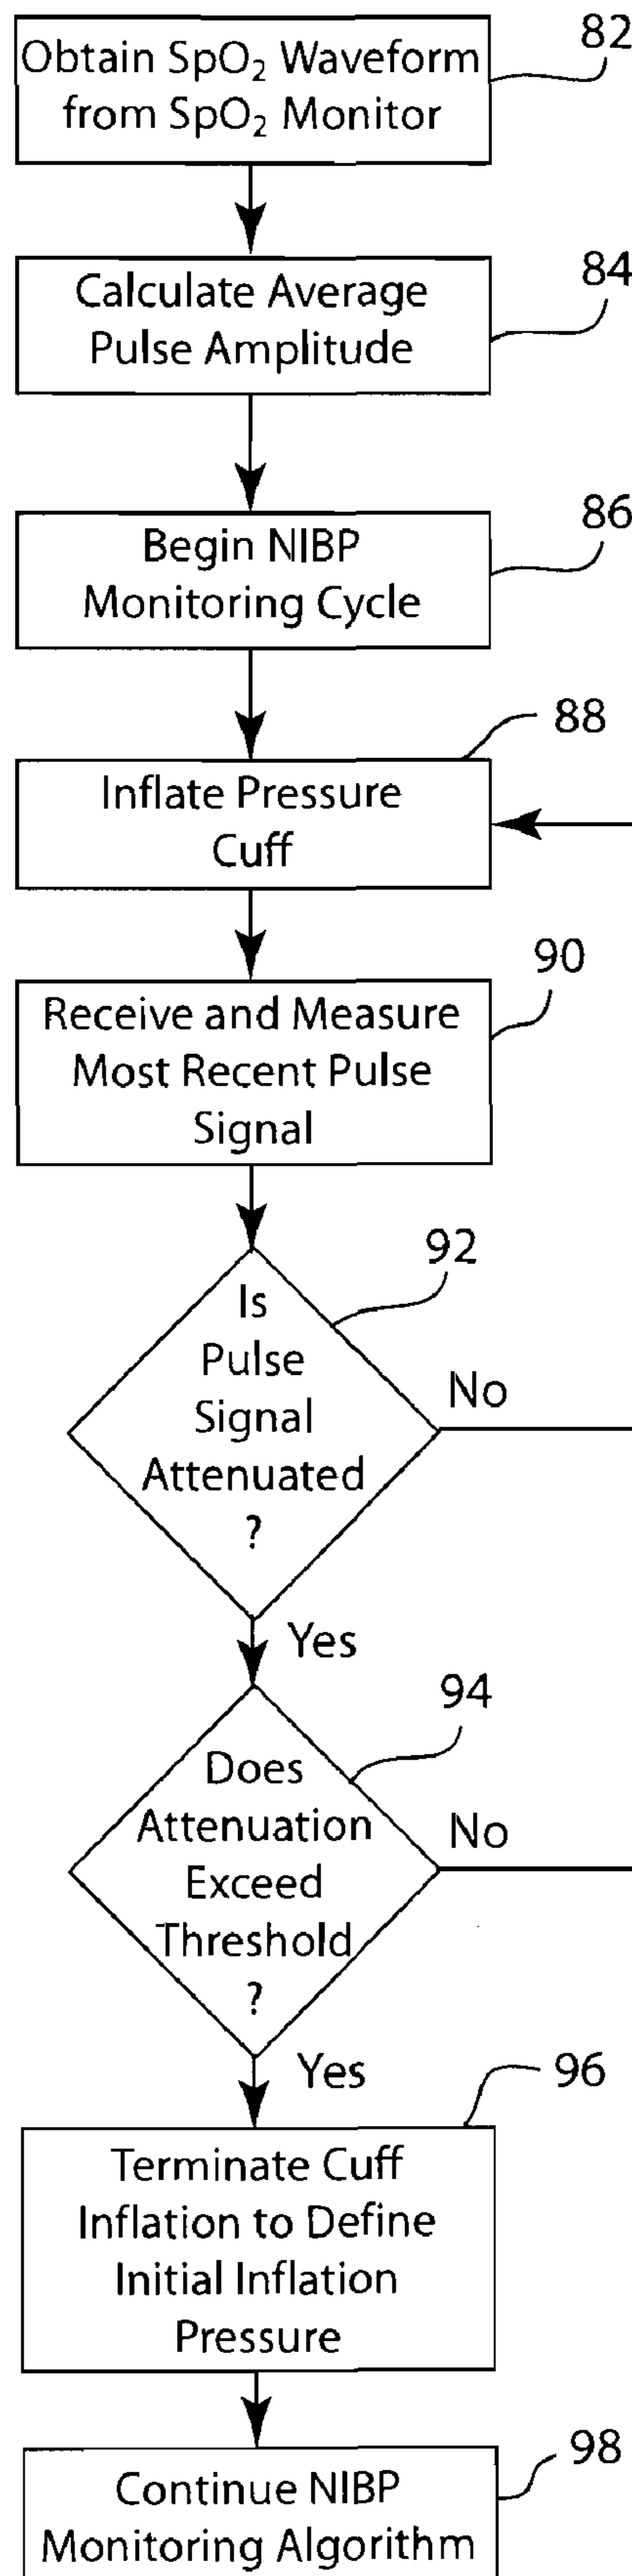 82
Obtain SpO₂ Waveform
from SpO₂ Monitor
84
Calculate Average
Pulse Amplitude
86
Begin NIBP
Monitoring Cycle
88
Inflate Pressure
Cuff
90
Receive and Measure
Most Recent Pulse
Signal
92
Is
Pulse
Signal
Attenuated
?
No
Yes
94
Does
Attenuation
Exceed
Threshold
?
No
Yes
96
Terminate Cuff
Inflation to Define
Initial Inflation
Pressure
98
Continue NIBP
Monitoring Algorithm